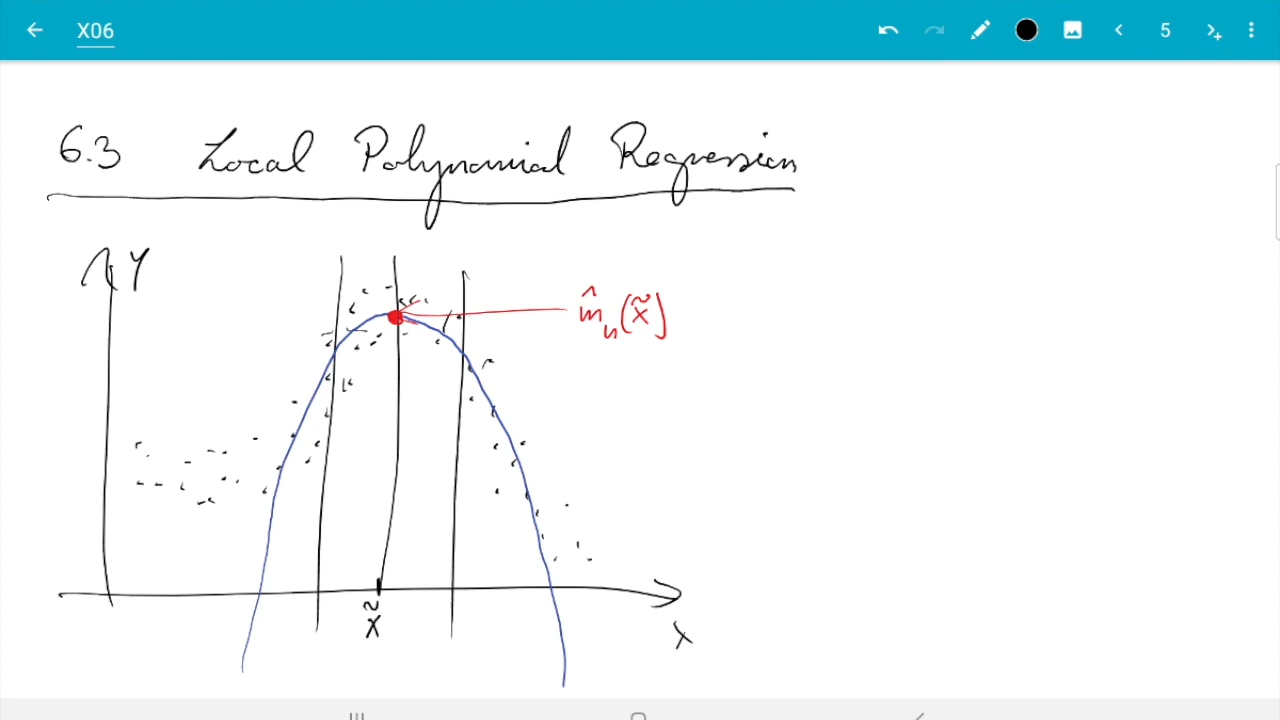 X06
5
6.3 Local Polynomial Regression
Y
m̂ₙ(x̃)
x̃
x